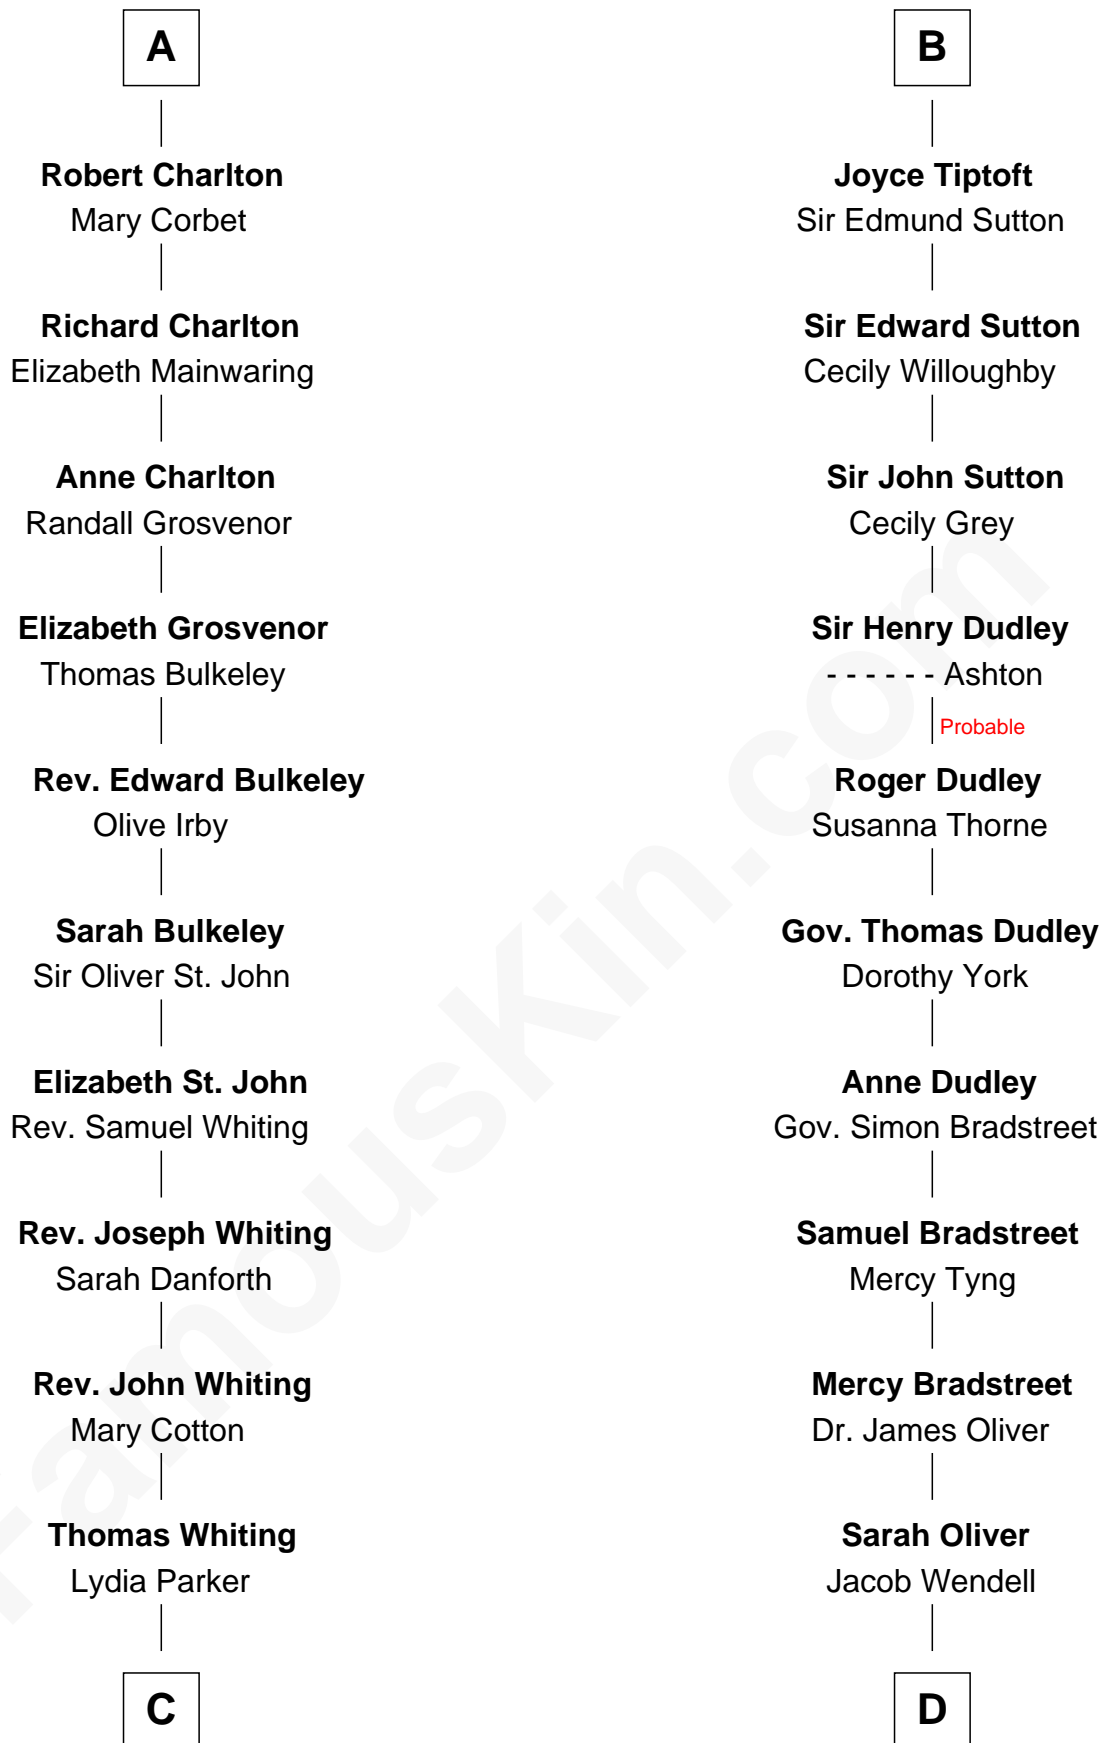 A
Robert Charlton
Mary Corbet
Richard Charlton
Elizabeth Mainwaring
Anne Charlton
Randall Grosvenor
Elizabeth Grosvenor
Thomas Bulkeley
Rev. Edward Bulkeley
Olive Irby
Sarah Bulkeley
Sir Oliver St. John
Elizabeth St. John
Rev. Samuel Whiting
Rev. Joseph Whiting
Sarah Danforth
Rev. John Whiting
Mary Cotton
Thomas Whiting
Lydia Parker
C
B
Joyce Tiptoft
Sir Edmund Sutton
Sir Edward Sutton
Cecily Willoughby
Sir John Sutton
Cecily Grey
Sir Henry Dudley
- - - - - - Ashton
Probable
Roger Dudley
Susanna Thorne
Gov. Thomas Dudley
Dorothy York
Anne Dudley
Gov. Simon Bradstreet
Samuel Bradstreet
Mercy Tyng
Mercy Bradstreet
Dr. James Oliver
Sarah Oliver
Jacob Wendell
D
FamousKin.com